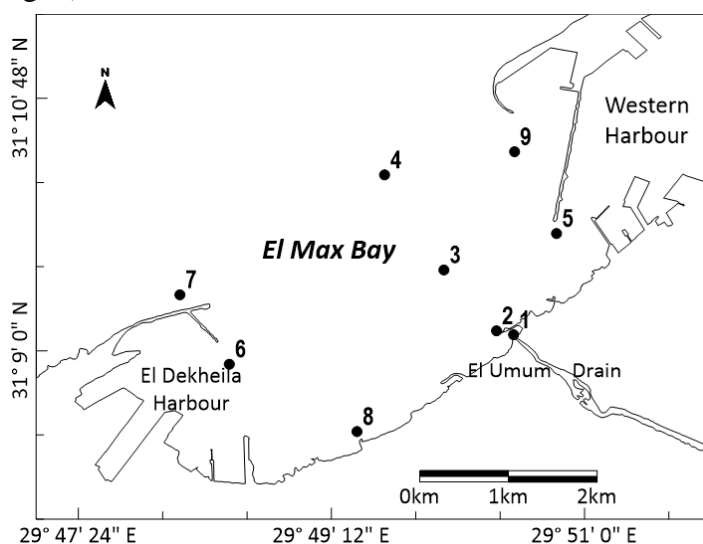 N
31° 10' 48" N
Western
Harbour
9
4
5
El Max Bay
3
7
2
1
31° 9' 0" N
6
El Dekheila
Harbour
El Umum Drain
8
0km 1km 2km
29° 47' 24" E
29° 49' 12" E
29° 51' 0" E